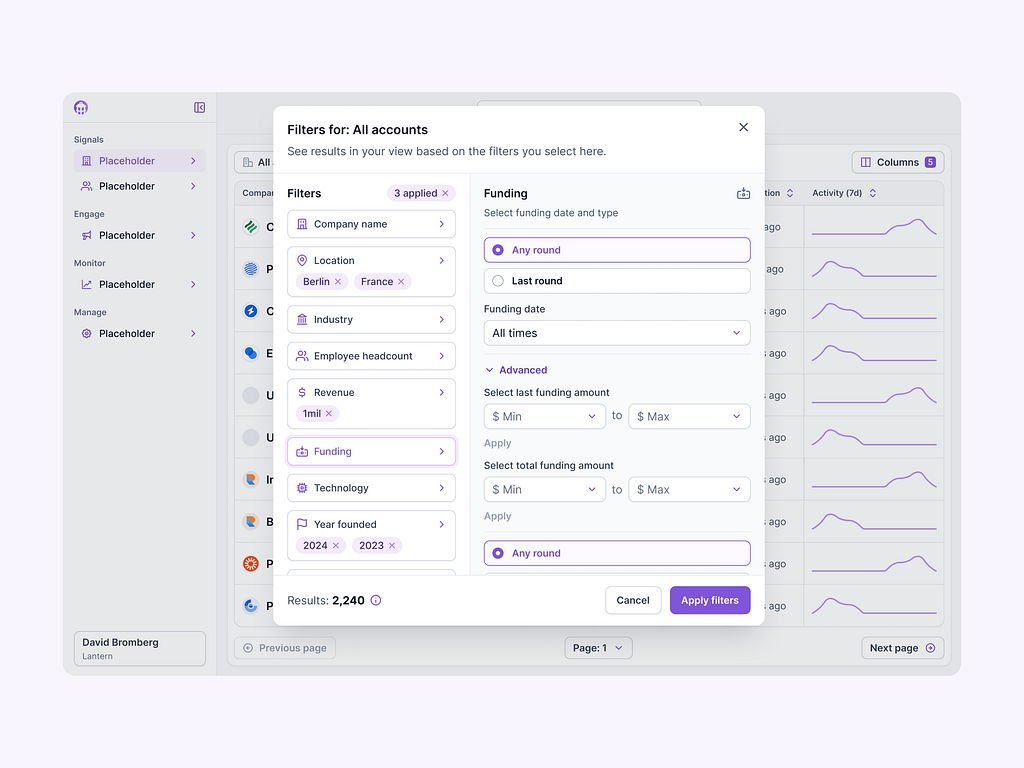 Signals
Placeholder
Placeholder
Engage
Placeholder
Monitor
Placeholder
Manage
Placeholder
David Bromberg
Lantern
All
Columns 5
Activity (7d)
ago
ago
ago
ago
ago
ago
ago
ago
ago
ago
Previous page
Page: 1
Next page
Filters for: All accounts
See results in your view based on the filters you select here.
Filters
3 applied
Company name
Location
Berlin France
Industry
Employee headcount
Revenue
1mil
Funding
Technology
Year founded
2024 2023
Funding
Select funding date and type
Any round
Last round
Funding date
All times
Advanced
Select last funding amount
$ Min to $ Max
Apply
Select total funding amount
$ Min to $ Max
Apply
Any round
Results: 2,240
Cancel
Apply filters